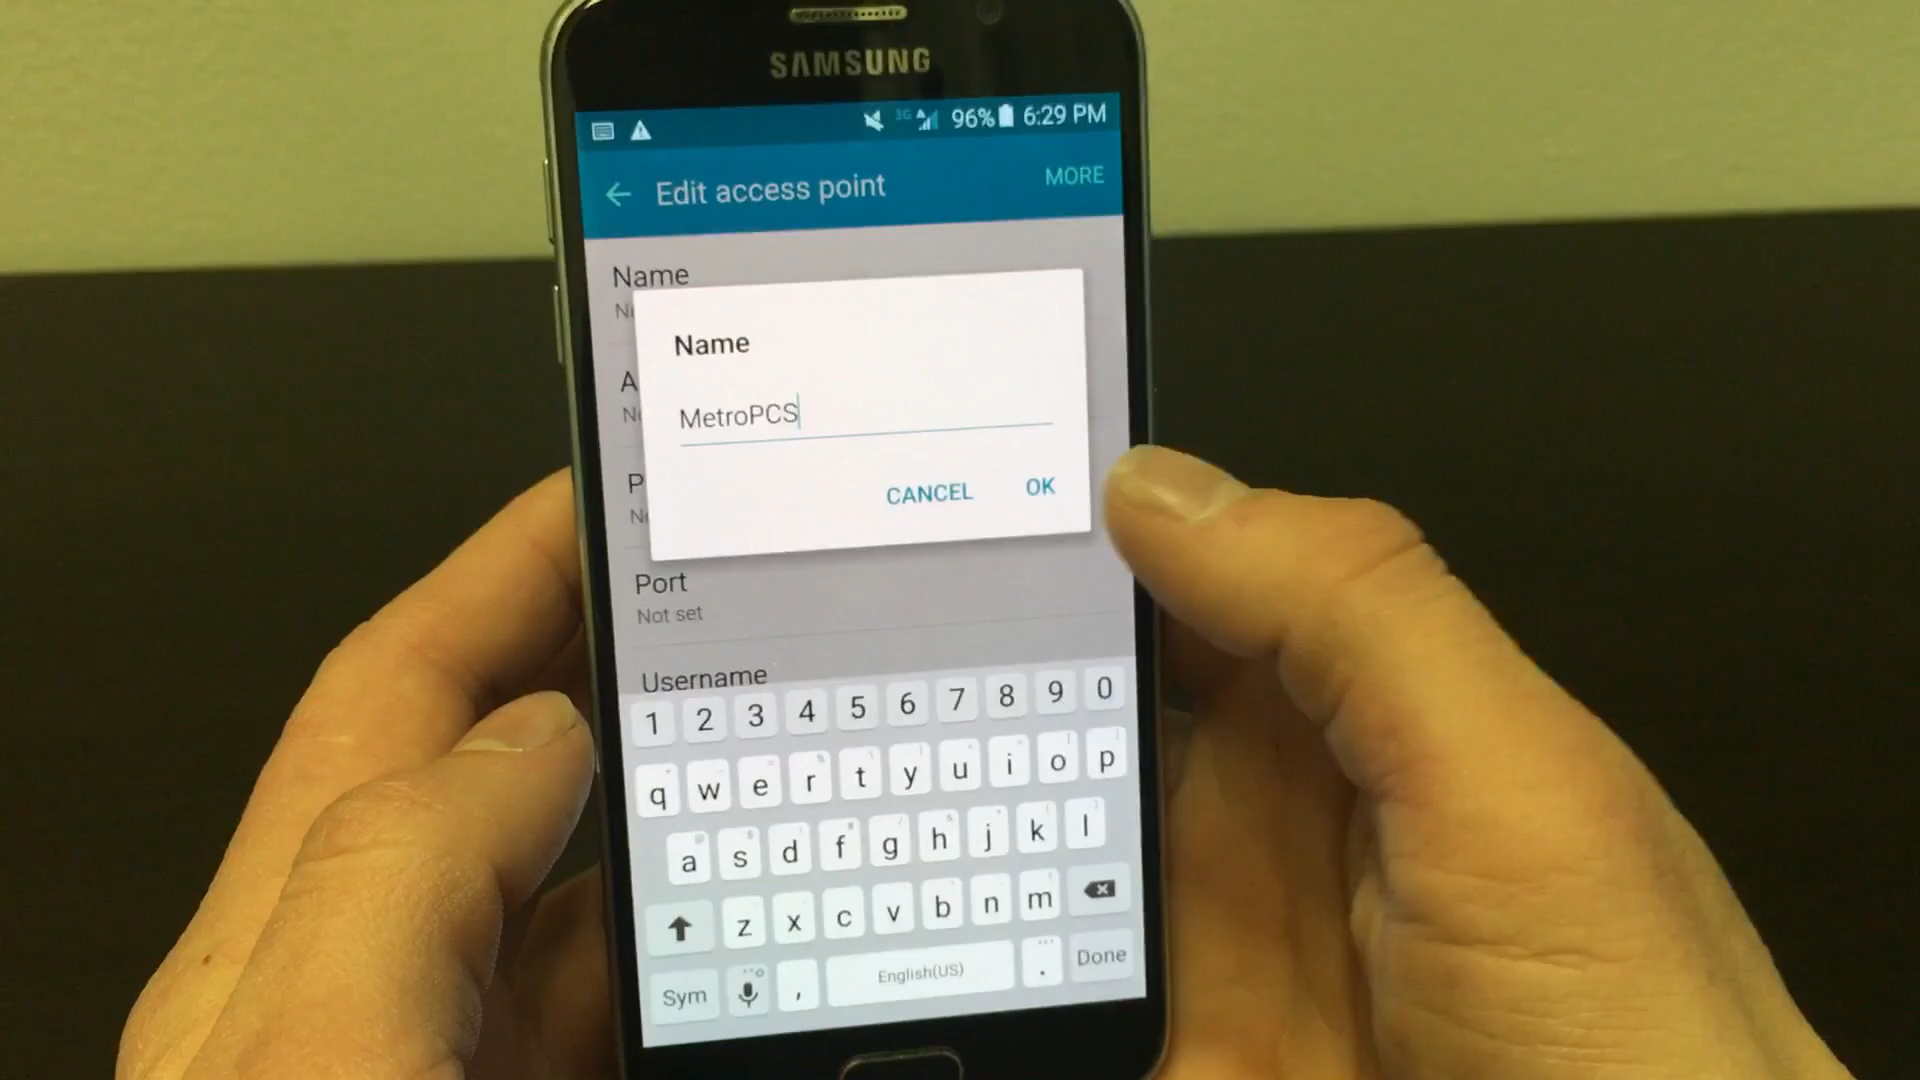 SAMSUNG
3G 96% 6:29 PM
Edit access point
MORE
Name
Name
MetroPCS
CANCEL OK
Port
Not set
Username
1 2 3 4 5 6 7 8 9 0
q w e r t y u i o p
a s d f g h j k l
z x c v b n m
Sym , English(US) . Done